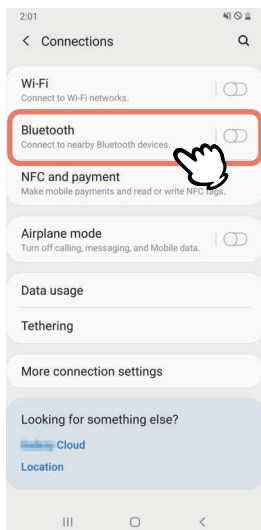 2:01
Connections
Wi-Fi
Connect to Wi-Fi networks.
Bluetooth
Connect to nearby Bluetooth devices.
NFC and payment
Make mobile payments and read or write NFC tags.
Airplane mode
Turn off calling, messaging, and Mobile data.
Data usage
Tethering
More connection settings
Looking for something else?
Cloud
Location